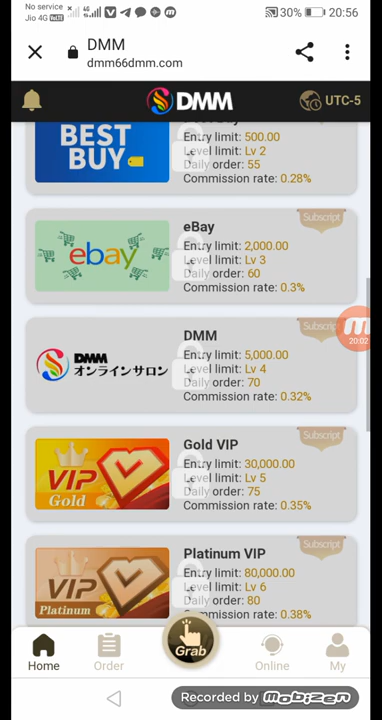 No service
Jio 4G VoLTE
4G
30% 20:56
DMM
dmm66dmm.com
DMM
UTC-5
BEST
BUY
Entry limit: 500.00
Level limit: Lv 2
Daily order: 55
Commission rate: 0.28%
Subscript
ebay
eBay
Entry limit: 2,000.00
Level limit: Lv 3
Daily order: 60
Commission rate: 0.3%
Subscript
DMM
オンラインサロン
DMM
Entry limit: 5,000.00
Level limit: Lv 4
Daily order: 70
Commission rate: 0.32%
20:02
Subscript
VIP
Gold
Gold VIP
Entry limit: 30,000.00
Level limit: Lv 5
Daily order: 75
Commission rate: 0.35%
Subscript
VIP
Platinum
Platinum VIP
Entry limit: 80,000.00
Level limit: Lv 6
Daily order: 80
Commission rate: 0.38%
Home
Order
Grab
Online
My
Recorded by Mobizen